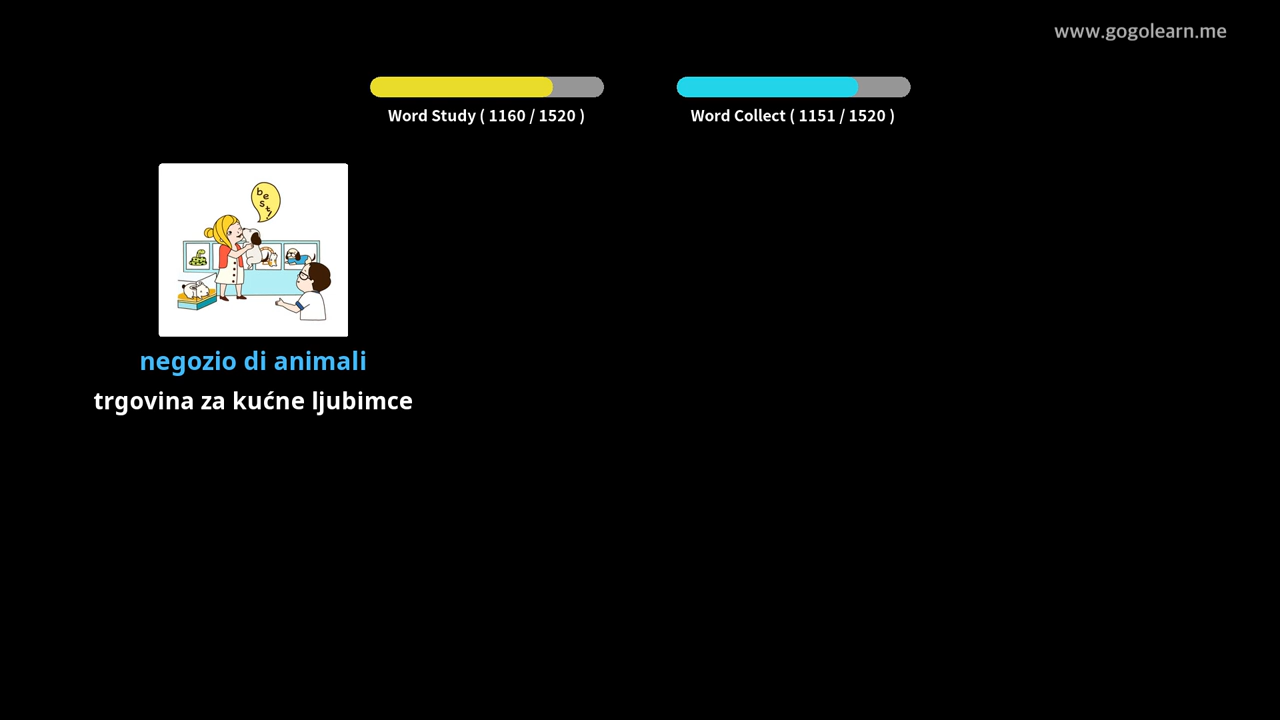 www.gogolearn.me
Word Study ( 1160 / 1520 )
Word Collect ( 1151 / 1520 )
best!
negozio di animali
trgovina za kućne ljubimce